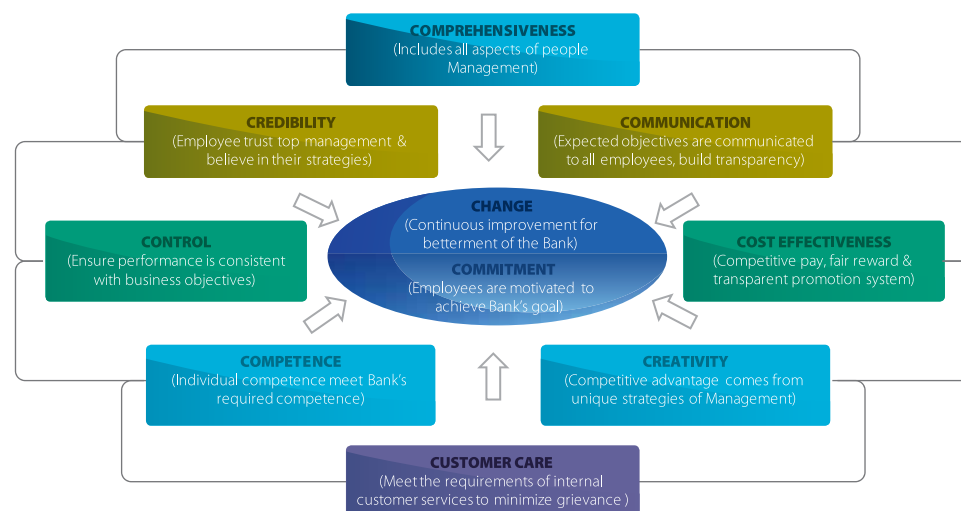 COMPREHENSIVENESS
(Includes all aspects of people
Management)
CREDIBILITY
(Employee trust top management &
believe in their strategies)
COMMUNICATION
(Expected objectives are communicated
to all employees, build transparency)
CHANGE
(Continuous improvement for
betterment of the Bank)
CONTROL
(Ensure performance is consistent
with business objectives)
COST EFFECTIVENESS
(Competitive pay, fair reward &
transparent promotion system)
COMMITMENT
(Employees are motivated to
achieve Bank's goal)
COMPETENCE
(Individual competence meet Bank's
required competence)
CREATIVITY
(Competitive advantage comes from
unique strategies of Management)
CUSTOMER CARE
(Meet the requirements of internal
customer services to minimize grievance )